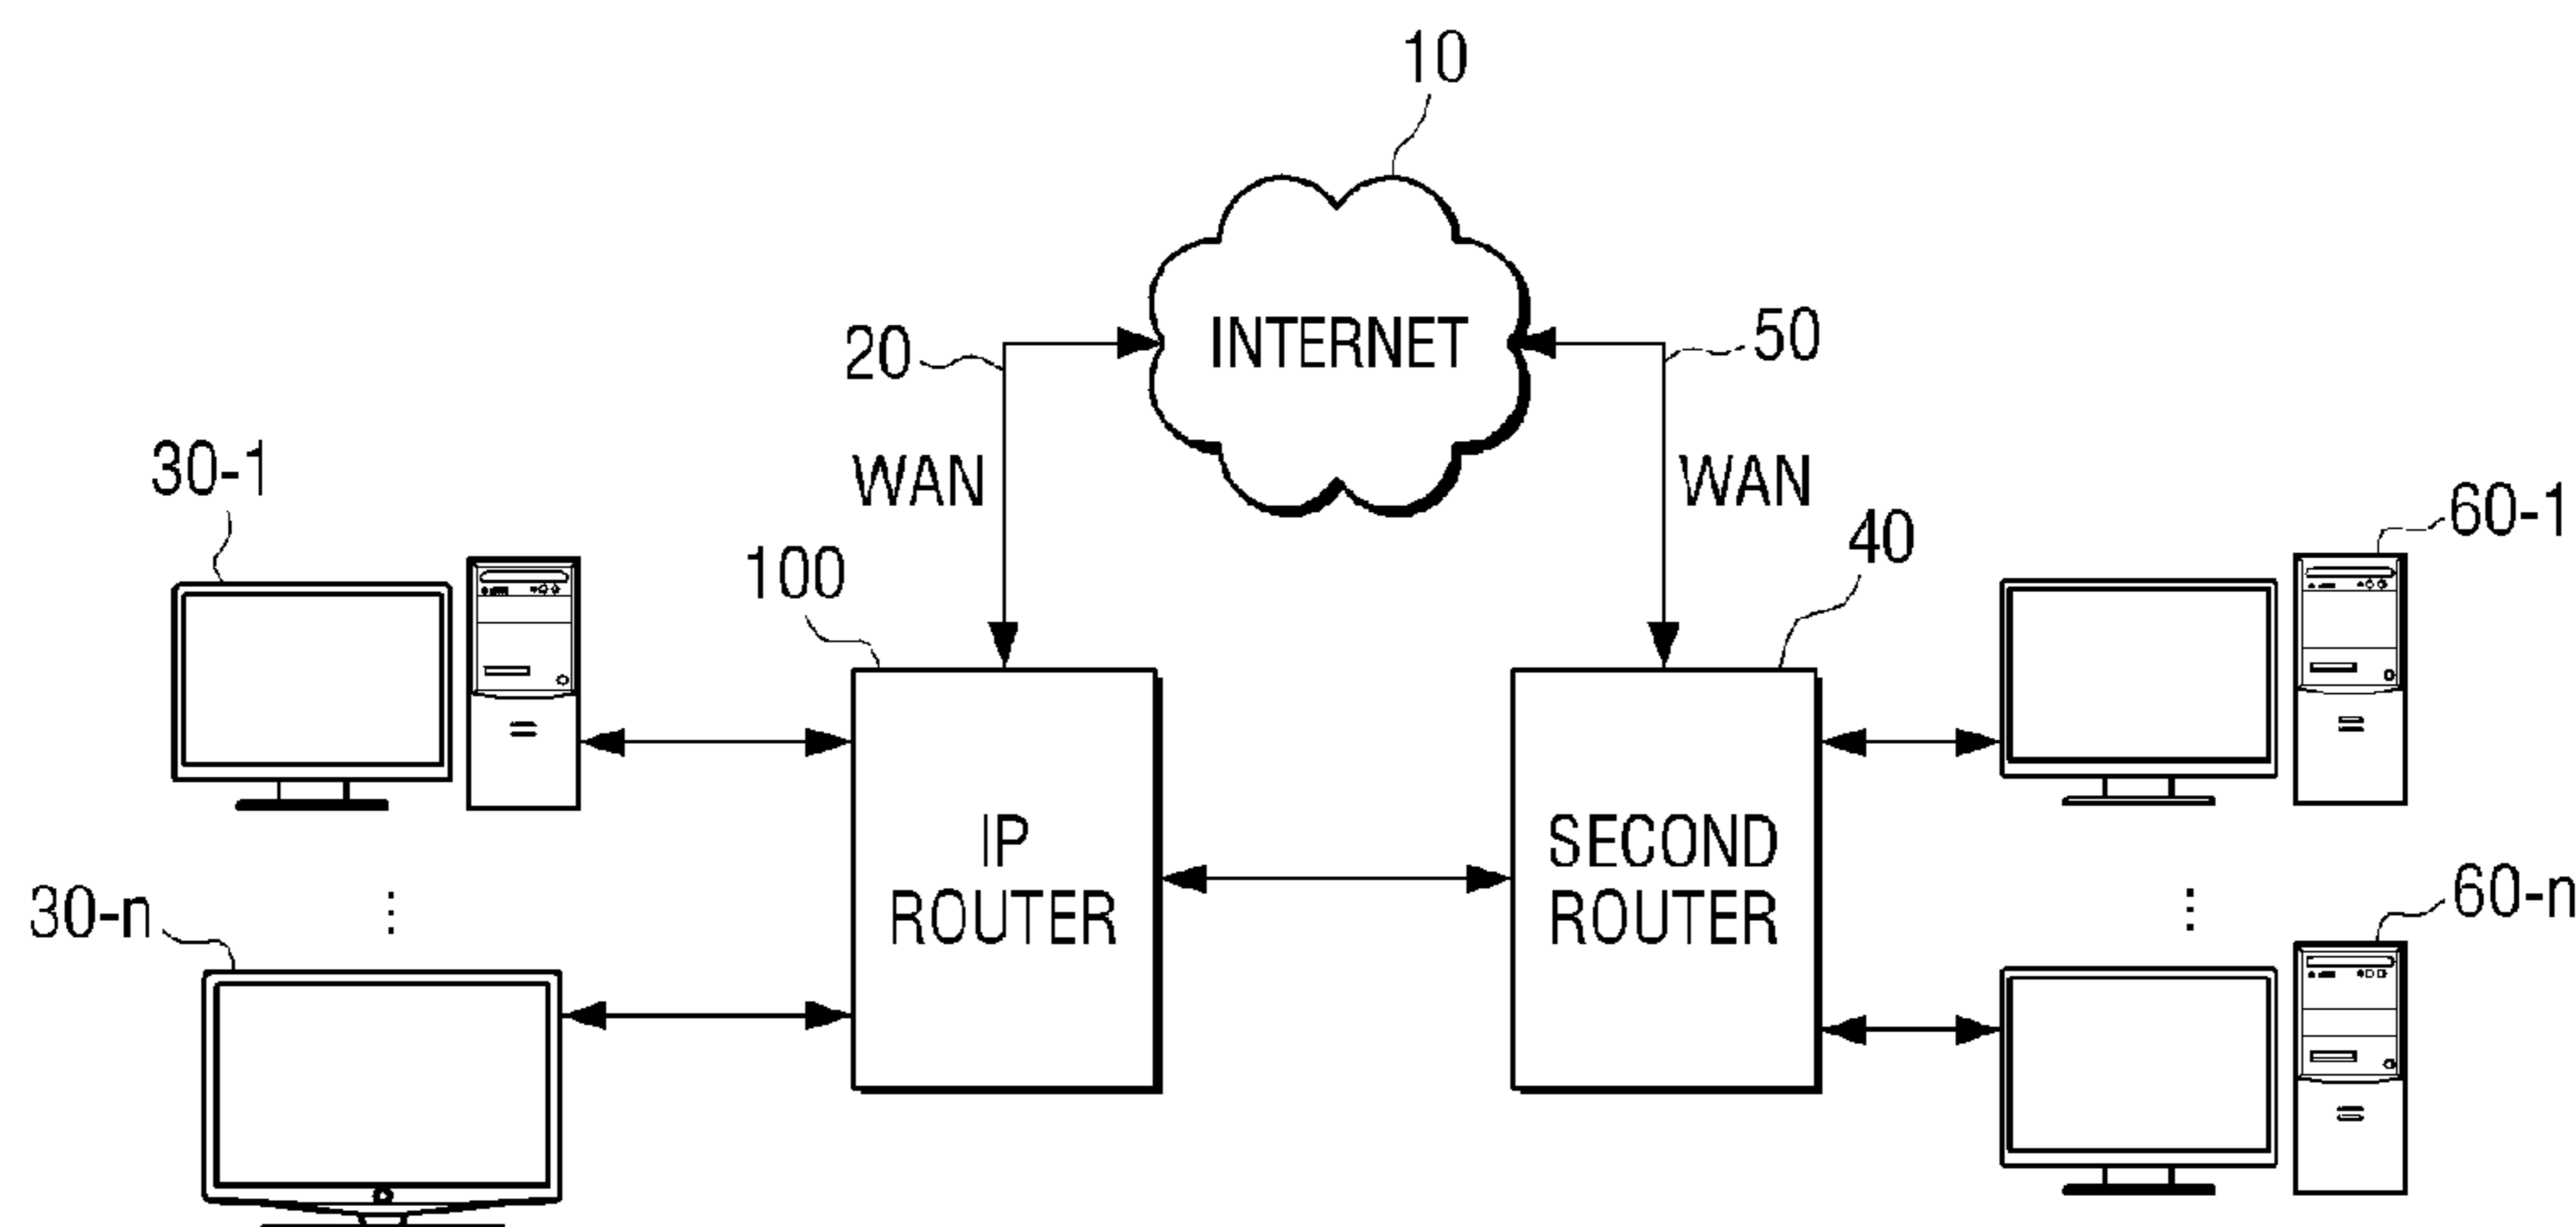 10
INTERNET
20
50
WAN
WAN
30-1
60-1
100
40
IP
ROUTER
SECOND
ROUTER
30-n
⋮
⋮
60-n